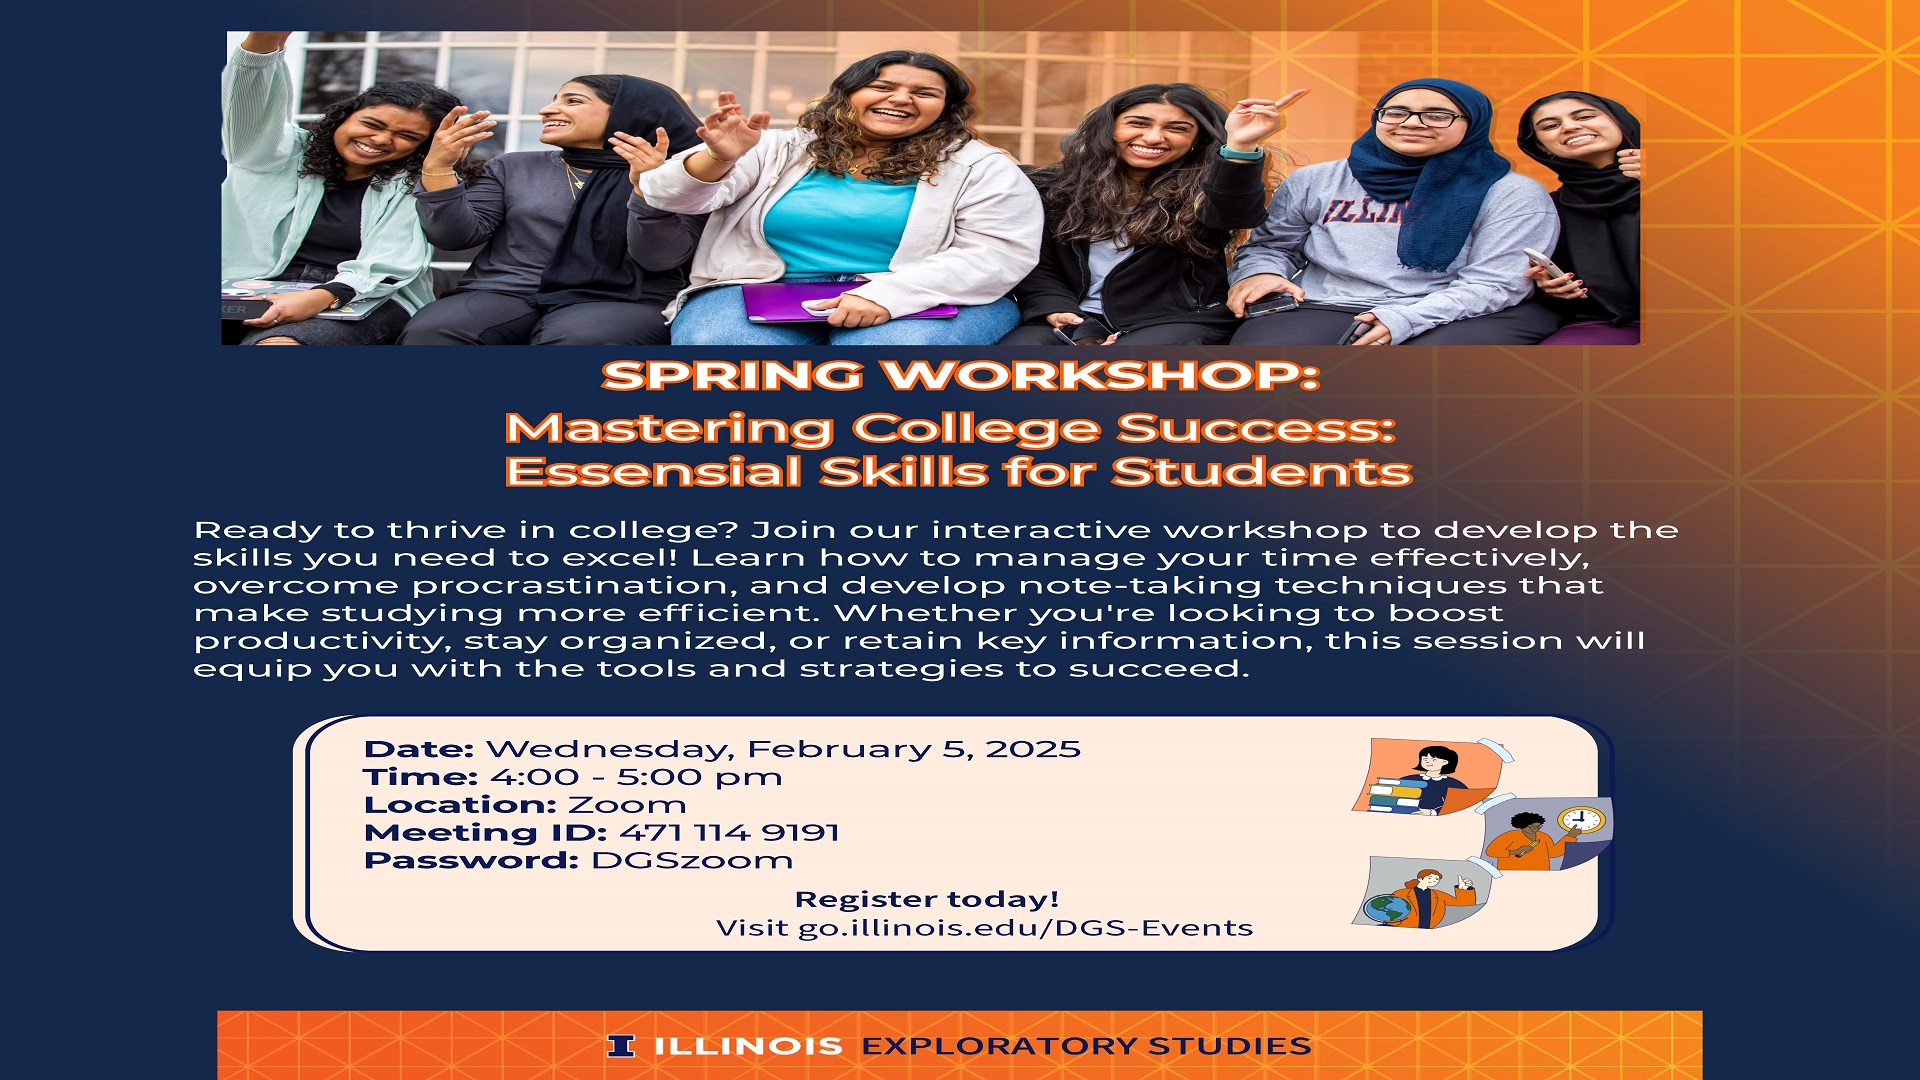 ILLIN
KER
SPRING WORKSHOP:
Mastering College Success:
Essensial Skills for Students
Ready to thrive in college? Join our interactive workshop to develop the
skills you need to excel! Learn how to manage your time effectively,
overcome procrastination, and develop note-taking techniques that
make studying more efficient. Whether you're looking to boost
productivity, stay organized, or retain key information, this session will
equip you with the tools and strategies to succeed.
Date: Wednesday, February 5, 2025
Time: 4:00 - 5:00 pm
Location: Zoom
Meeting ID: 471 114 9191
Password: DGSzoom
Register today!
Visit go.illinois.edu/DGS-Events
I ILLINOIS EXPLORATORY STUDIES